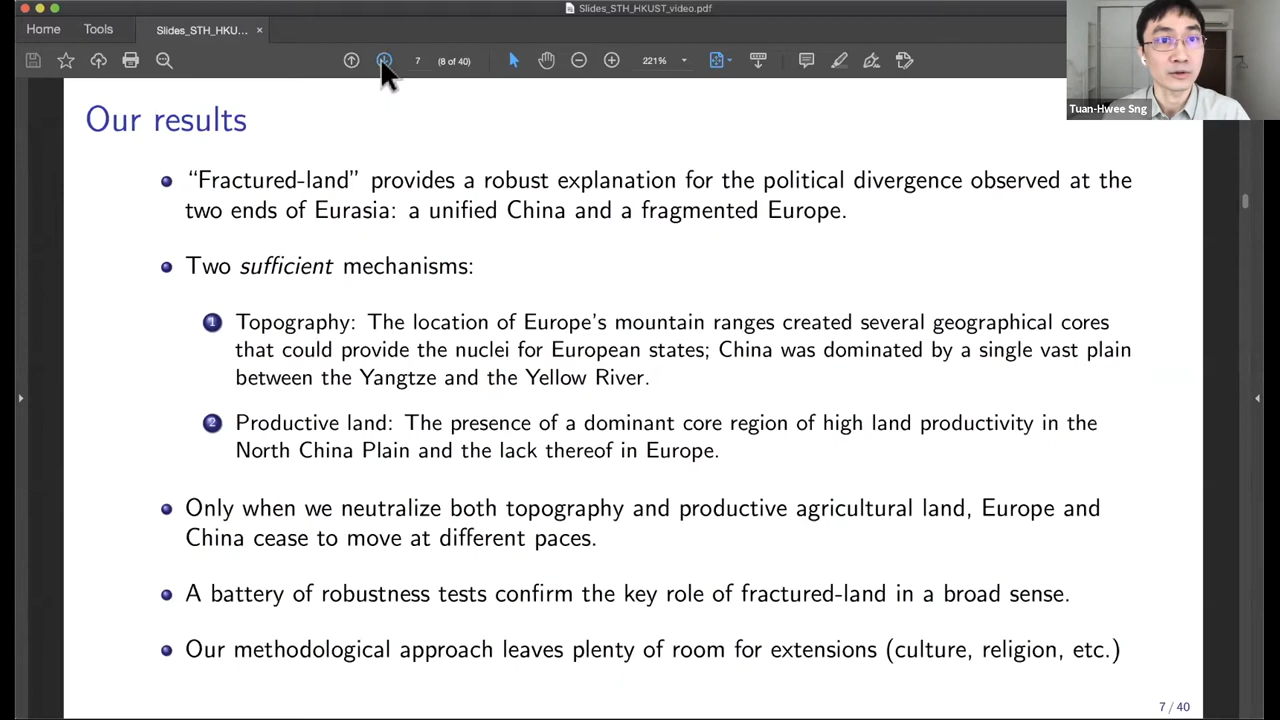 Slides_STH_HKUST_video.pdf
Home Tools Slides_STH_HKU... ×
7 (8 of 40) 221%
Tuan-Hwee Sng
Our results
“Fractured-land” provides a robust explanation for the political divergence observed at the
two ends of Eurasia: a unified China and a fragmented Europe.
Two sufficient mechanisms:
1 Topography: The location of Europe’s mountain ranges created several geographical cores
that could provide the nuclei for European states; China was dominated by a single vast plain
between the Yangtze and the Yellow River.
2 Productive land: The presence of a dominant core region of high land productivity in the
North China Plain and the lack thereof in Europe.
Only when we neutralize both topography and productive agricultural land, Europe and
China cease to move at different paces.
A battery of robustness tests confirm the key role of fractured-land in a broad sense.
Our methodological approach leaves plenty of room for extensions (culture, religion, etc.)
7 / 40